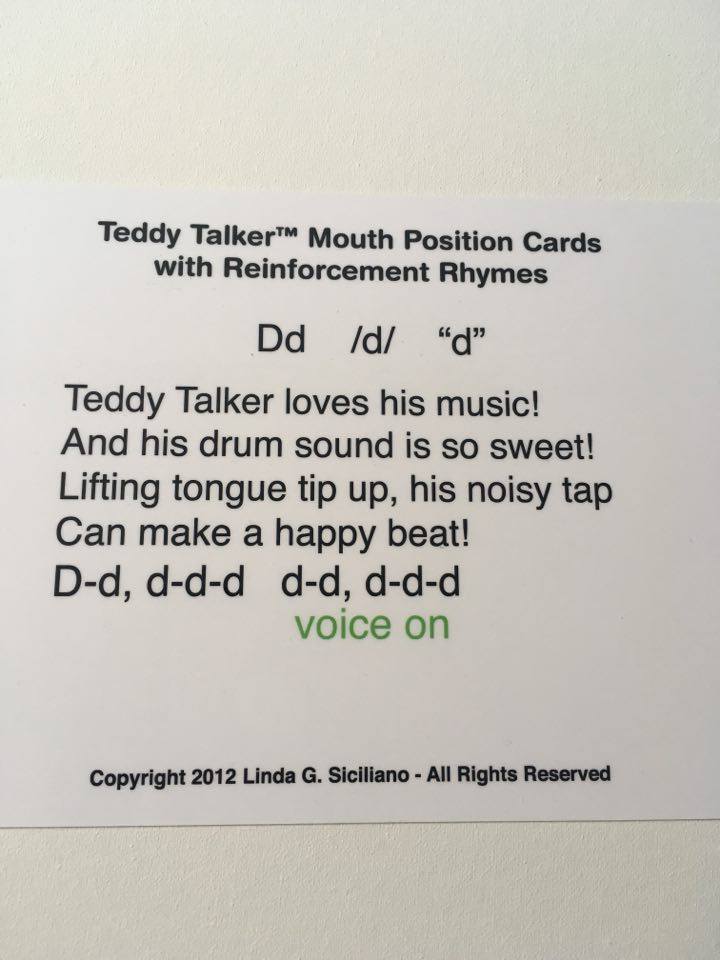 Teddy Talker™ Mouth Position Cards
with Reinforcement Rhymes
Dd /d/ “d”
Teddy Talker loves his music!
And his drum sound is so sweet!
Lifting tongue tip up, his noisy tap
Can make a happy beat!
D-d, d-d-d d-d, d-d-d
voice on
Copyright 2012 Linda G. Siciliano - All Rights Reserved